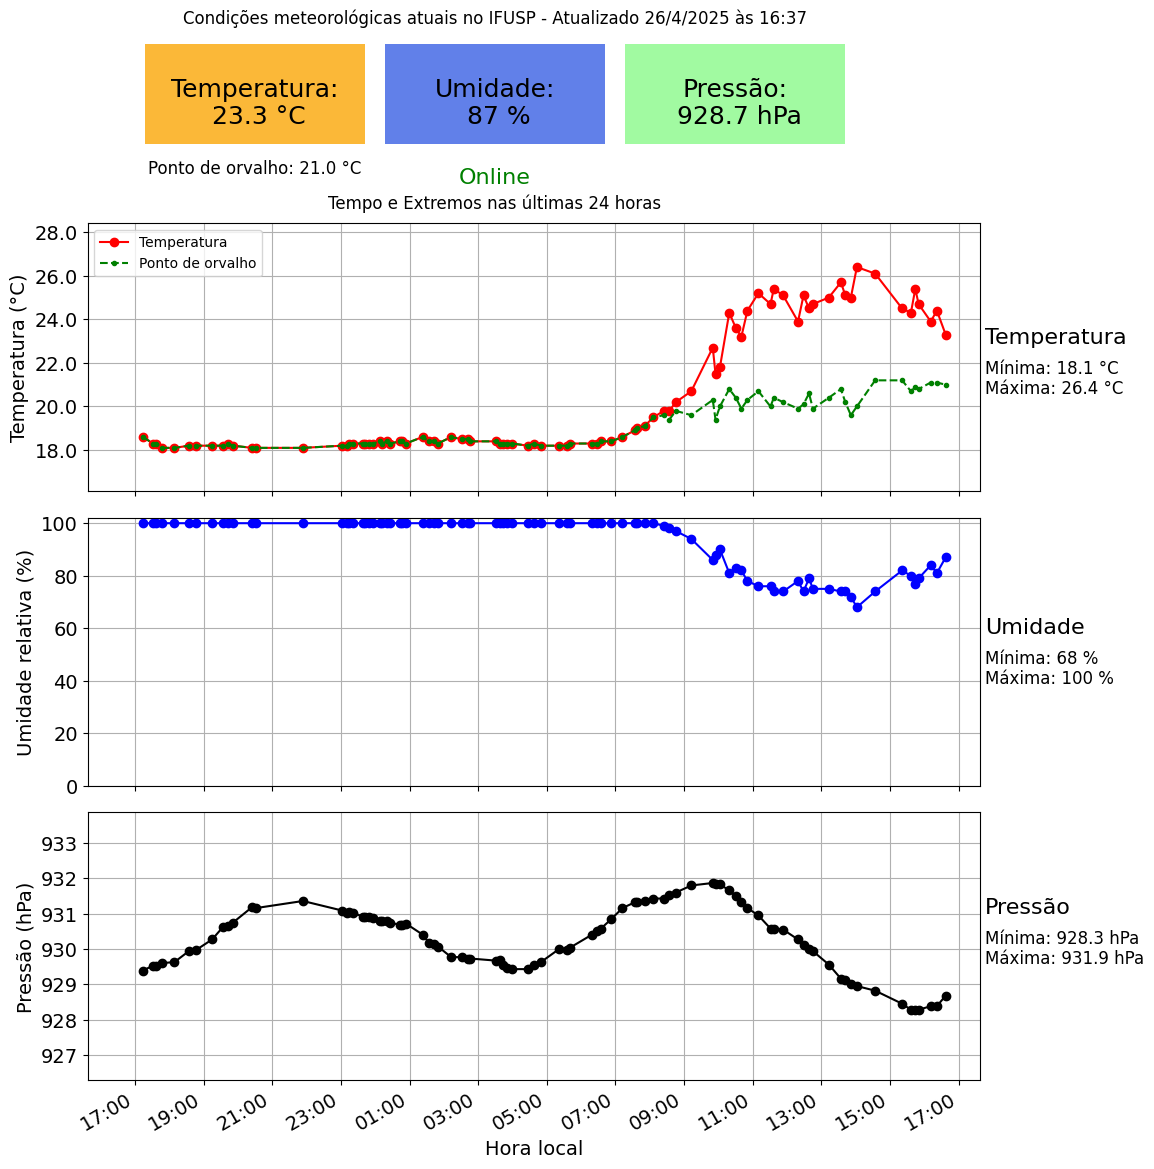 Condições meteorológicas atuais no IFUSP - Atualizado 26/4/2025 às 16:37
Temperatura:
23.3 °C
Umidade:
87 %
Pressão:
928.7 hPa
Ponto de orvalho: 21.0 °C
Online
Tempo e Extremos nas últimas 24 horas
Temperatura (°C)
28.0
26.0
24.0
22.0
20.0
18.0
Temperatura
Ponto de orvalho
Temperatura
Mínima: 18.1 °C
Máxima: 26.4 °C
Umidade relativa (%)
100
80
60
40
20
0
Umidade
Mínima: 68 %
Máxima: 100 %
Pressão (hPa)
933
932
931
930
929
928
927
Pressão
Mínima: 928.3 hPa
Máxima: 931.9 hPa
17:00 19:00 21:00 23:00 01:00 03:00 05:00 07:00 09:00 11:00 13:00 15:00 17:00
Hora local